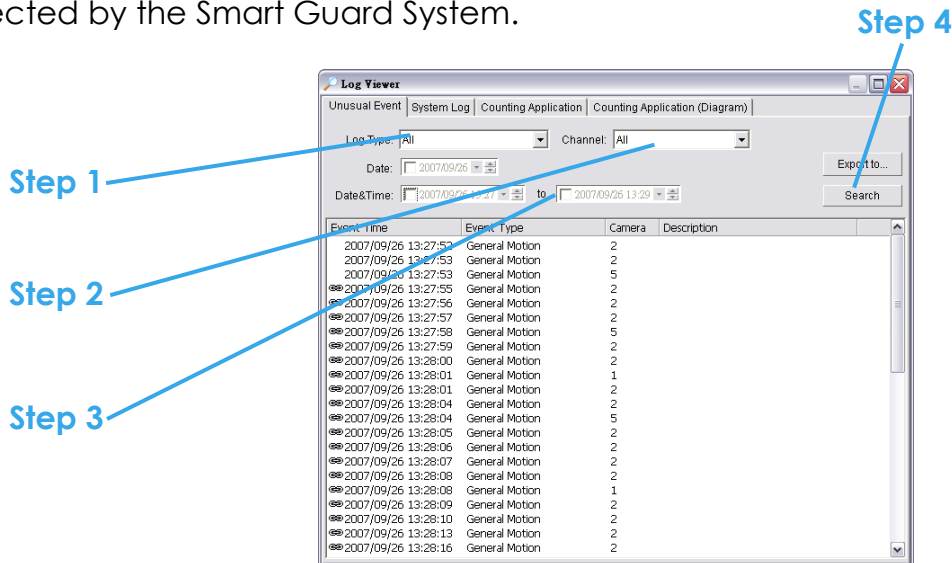 ected by the Smart Guard System.
Step 4
Log Viewer
Unusual Event System Log Counting Application Counting Application (Diagram)
Log Type: All Channel: All
Date: 2007/09/26 Export to...
Step 1
Date&Time: 2007/09/26 13:27 to 2007/09/26 13:29 Search
Event Time Event Type Camera Description
2007/09/26 13:27:53 General Motion 2
2007/09/26 13:27:53 General Motion 2
2007/09/26 13:27:53 General Motion 5
Step 2
2007/09/26 13:27:55 General Motion 2
2007/09/26 13:27:56 General Motion 2
2007/09/26 13:27:57 General Motion 2
2007/09/26 13:27:58 General Motion 5
2007/09/26 13:27:59 General Motion 2
2007/09/26 13:28:00 General Motion 2
2007/09/26 13:28:01 General Motion 1
2007/09/26 13:28:01 General Motion 2
2007/09/26 13:28:04 General Motion 2
Step 3
2007/09/26 13:28:04 General Motion 5
2007/09/26 13:28:05 General Motion 2
2007/09/26 13:28:06 General Motion 2
2007/09/26 13:28:07 General Motion 2
2007/09/26 13:28:08 General Motion 2
2007/09/26 13:28:08 General Motion 1
2007/09/26 13:28:09 General Motion 2
2007/09/26 13:28:10 General Motion 2
2007/09/26 13:28:13 General Motion 2
2007/09/26 13:28:16 General Motion 2